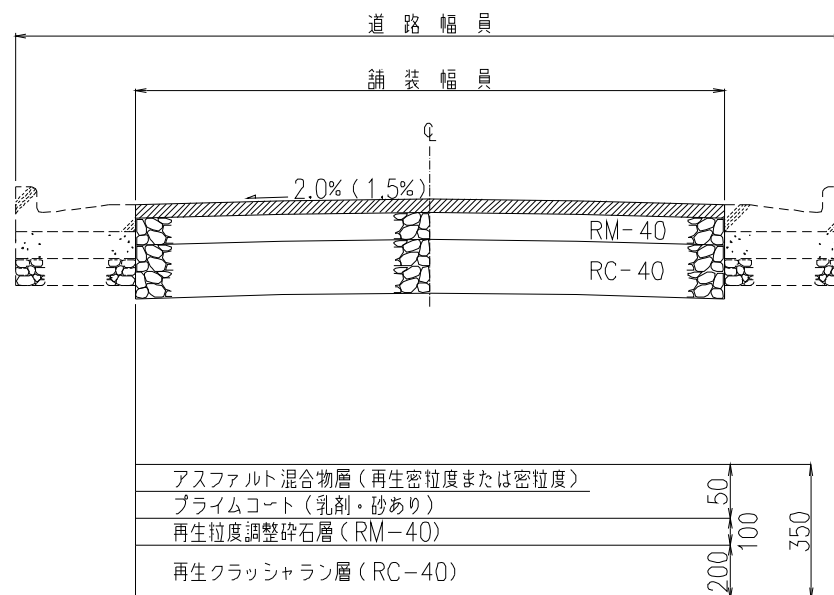 道路幅員
舗装幅員
℄
2.0%(1.5%)
RM-40
RC-40
アスファルト混合物層(再生密粒度または密粒度)
プライムコート(乳剤・砂あり)
再生粒度調整砕石層(RM-40)
再生クラッシャラン層(RC-40)
50
100
200
350